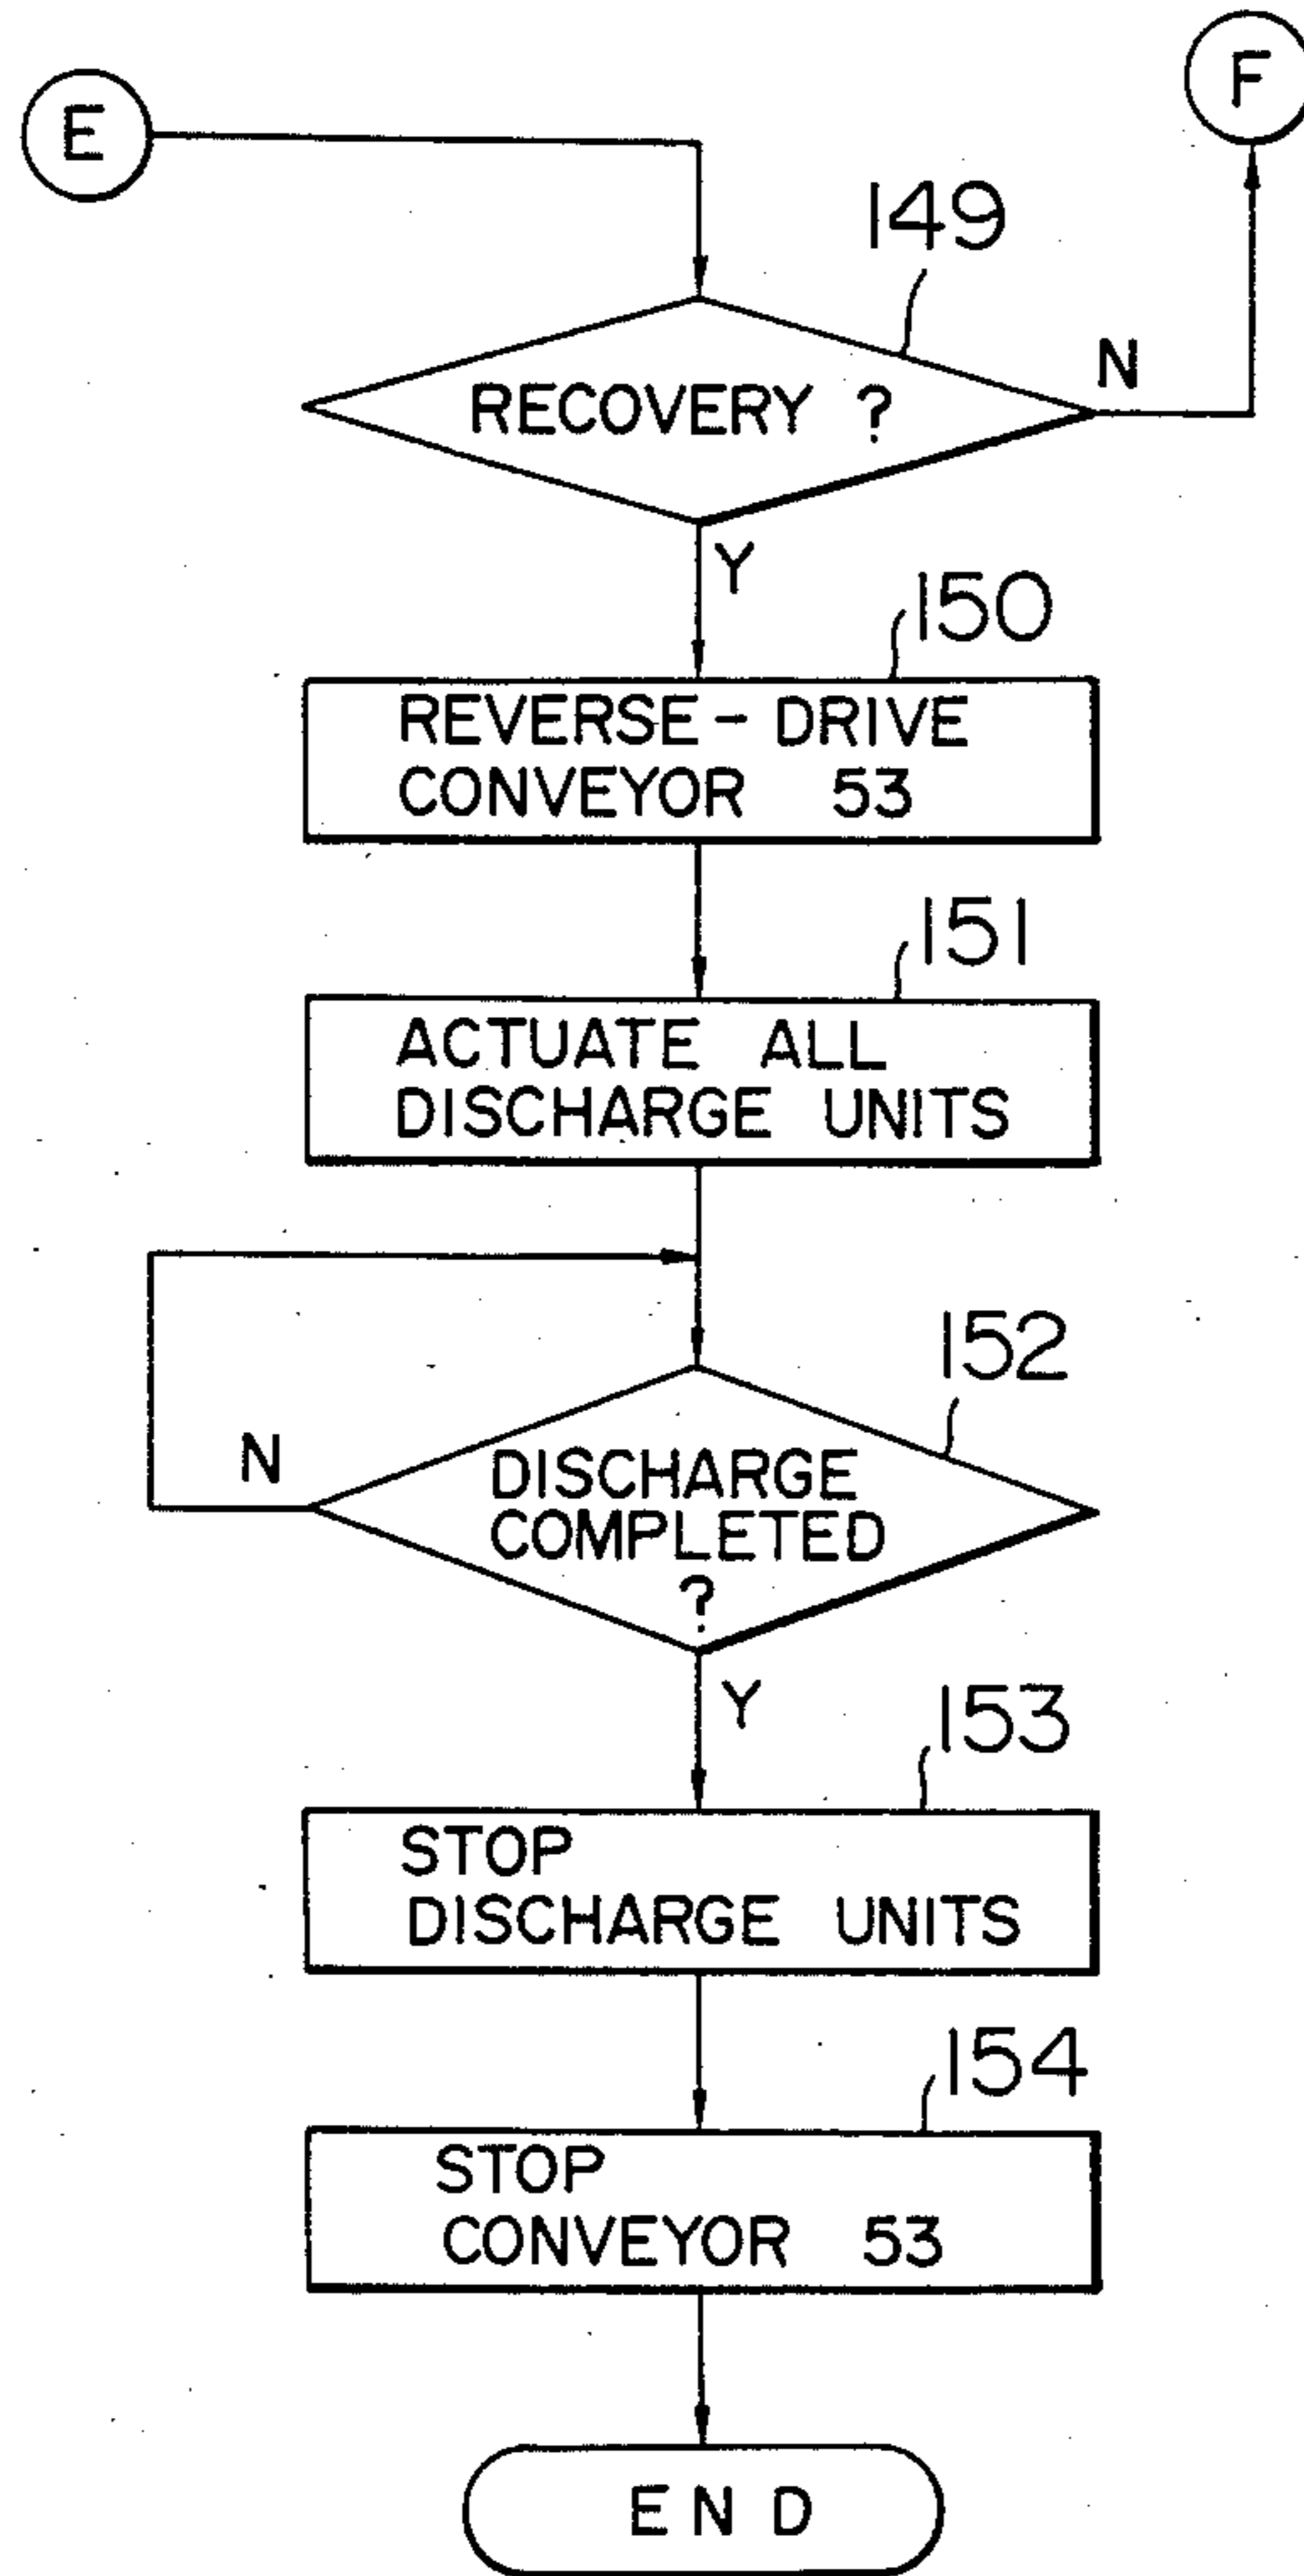 E
F
149
RECOVERY ?
N
Y
150
REVERSE - DRIVE
CONVEYOR 53
151
ACTUATE ALL
DISCHARGE UNITS
152
N
DISCHARGE
COMPLETED
?
Y
153
STOP
DISCHARGE UNITS
154
STOP
CONVEYOR 53
END